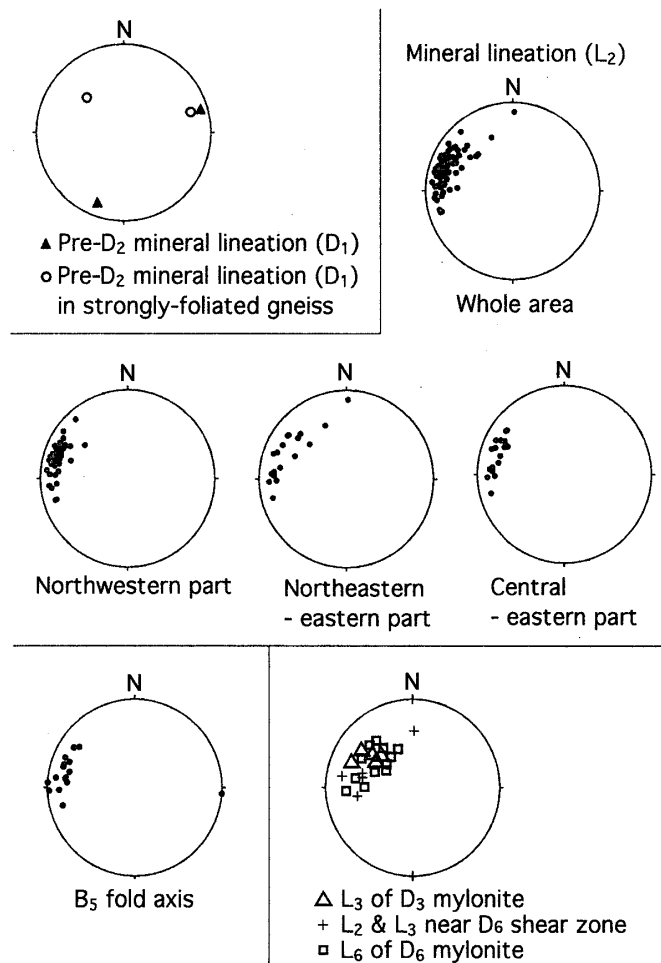 N
▲ Pre-D₂ mineral lineation (D₁)
○ Pre-D₂ mineral lineation (D₁)
in strongly-foliated gneiss
Mineral lineation (L₂)
N
Whole area
N
Northwestern part
N
Northeastern
- eastern part
N
Central
- eastern part
N
B₅ fold axis
N
△ L₃ of D₃ mylonite
+ L₂ & L₃ near D₆ shear zone
□ L₆ of D₆ mylonite